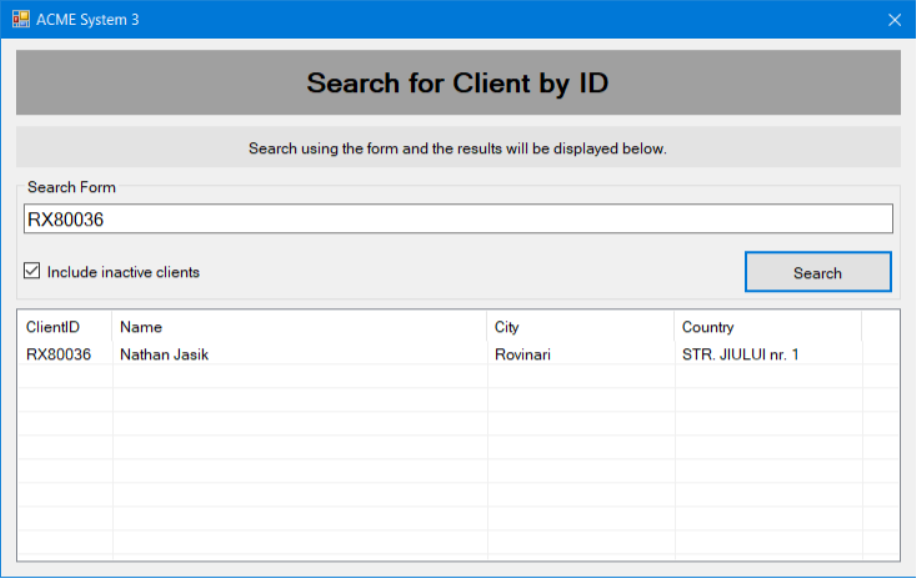 ACME System 3
Search for Client by ID
Search using the form and the results will be displayed below.
Search Form
RX80036
Include inactive clients
Search
ClientID Name City Country
RX80036 Nathan Jasik Rovinari STR. JIULUI nr. 1